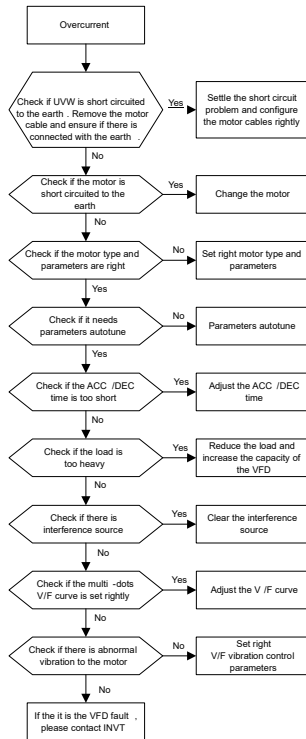 Overcurrent
Check if UVW is short circuited
to the earth . Remove the motor
cable and ensure if there is
connected with the earth .
Yes
Settle the short circuit
problem and configure
the motor cables rightly
No
Check if the motor is
short circuited to the
earth
Yes
Change the motor
No
Check if the motor type and
parameters are right
No
Set right motor type and
parameters
Yes
Check if it needs
parameters autotune
No
Parameters autotune
Yes
Check if the ACC /DEC
time is too short
Yes
Adjust the ACC /DEC
time
No
Check if the load is
too heavy
Yes
Reduce the load and
increase the capacity of
the VFD
No
Check if there is
interference source
Yes
Clear the interference
source
No
Check if the multi -dots
V/F curve is set rightly
Yes
Adjust the V /F curve
No
Check if there is abnormal
vibration to the motor
No
Set right
V/F vibration control
parameters
No
If the it is the VFD fault ,
please contact INVT